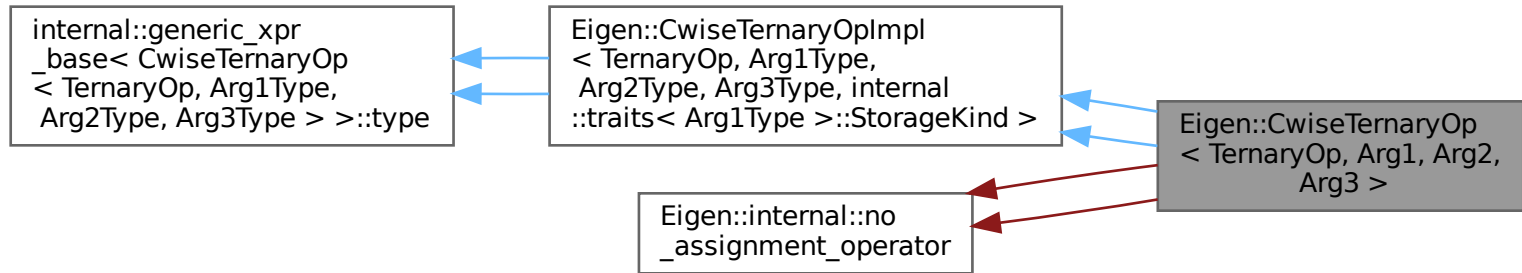 internal::generic_xpr
_base< CwiseTernaryOp
< TernaryOp, Arg1Type,
Arg2Type, Arg3Type > >::type
Eigen::CwiseTernaryOpImpl
< TernaryOp, Arg1Type,
Arg2Type, Arg3Type, internal
::traits< Arg1Type >::StorageKind >
Eigen::internal::no
_assignment_operator
Eigen::CwiseTernaryOp
< TernaryOp, Arg1, Arg2,
Arg3 >